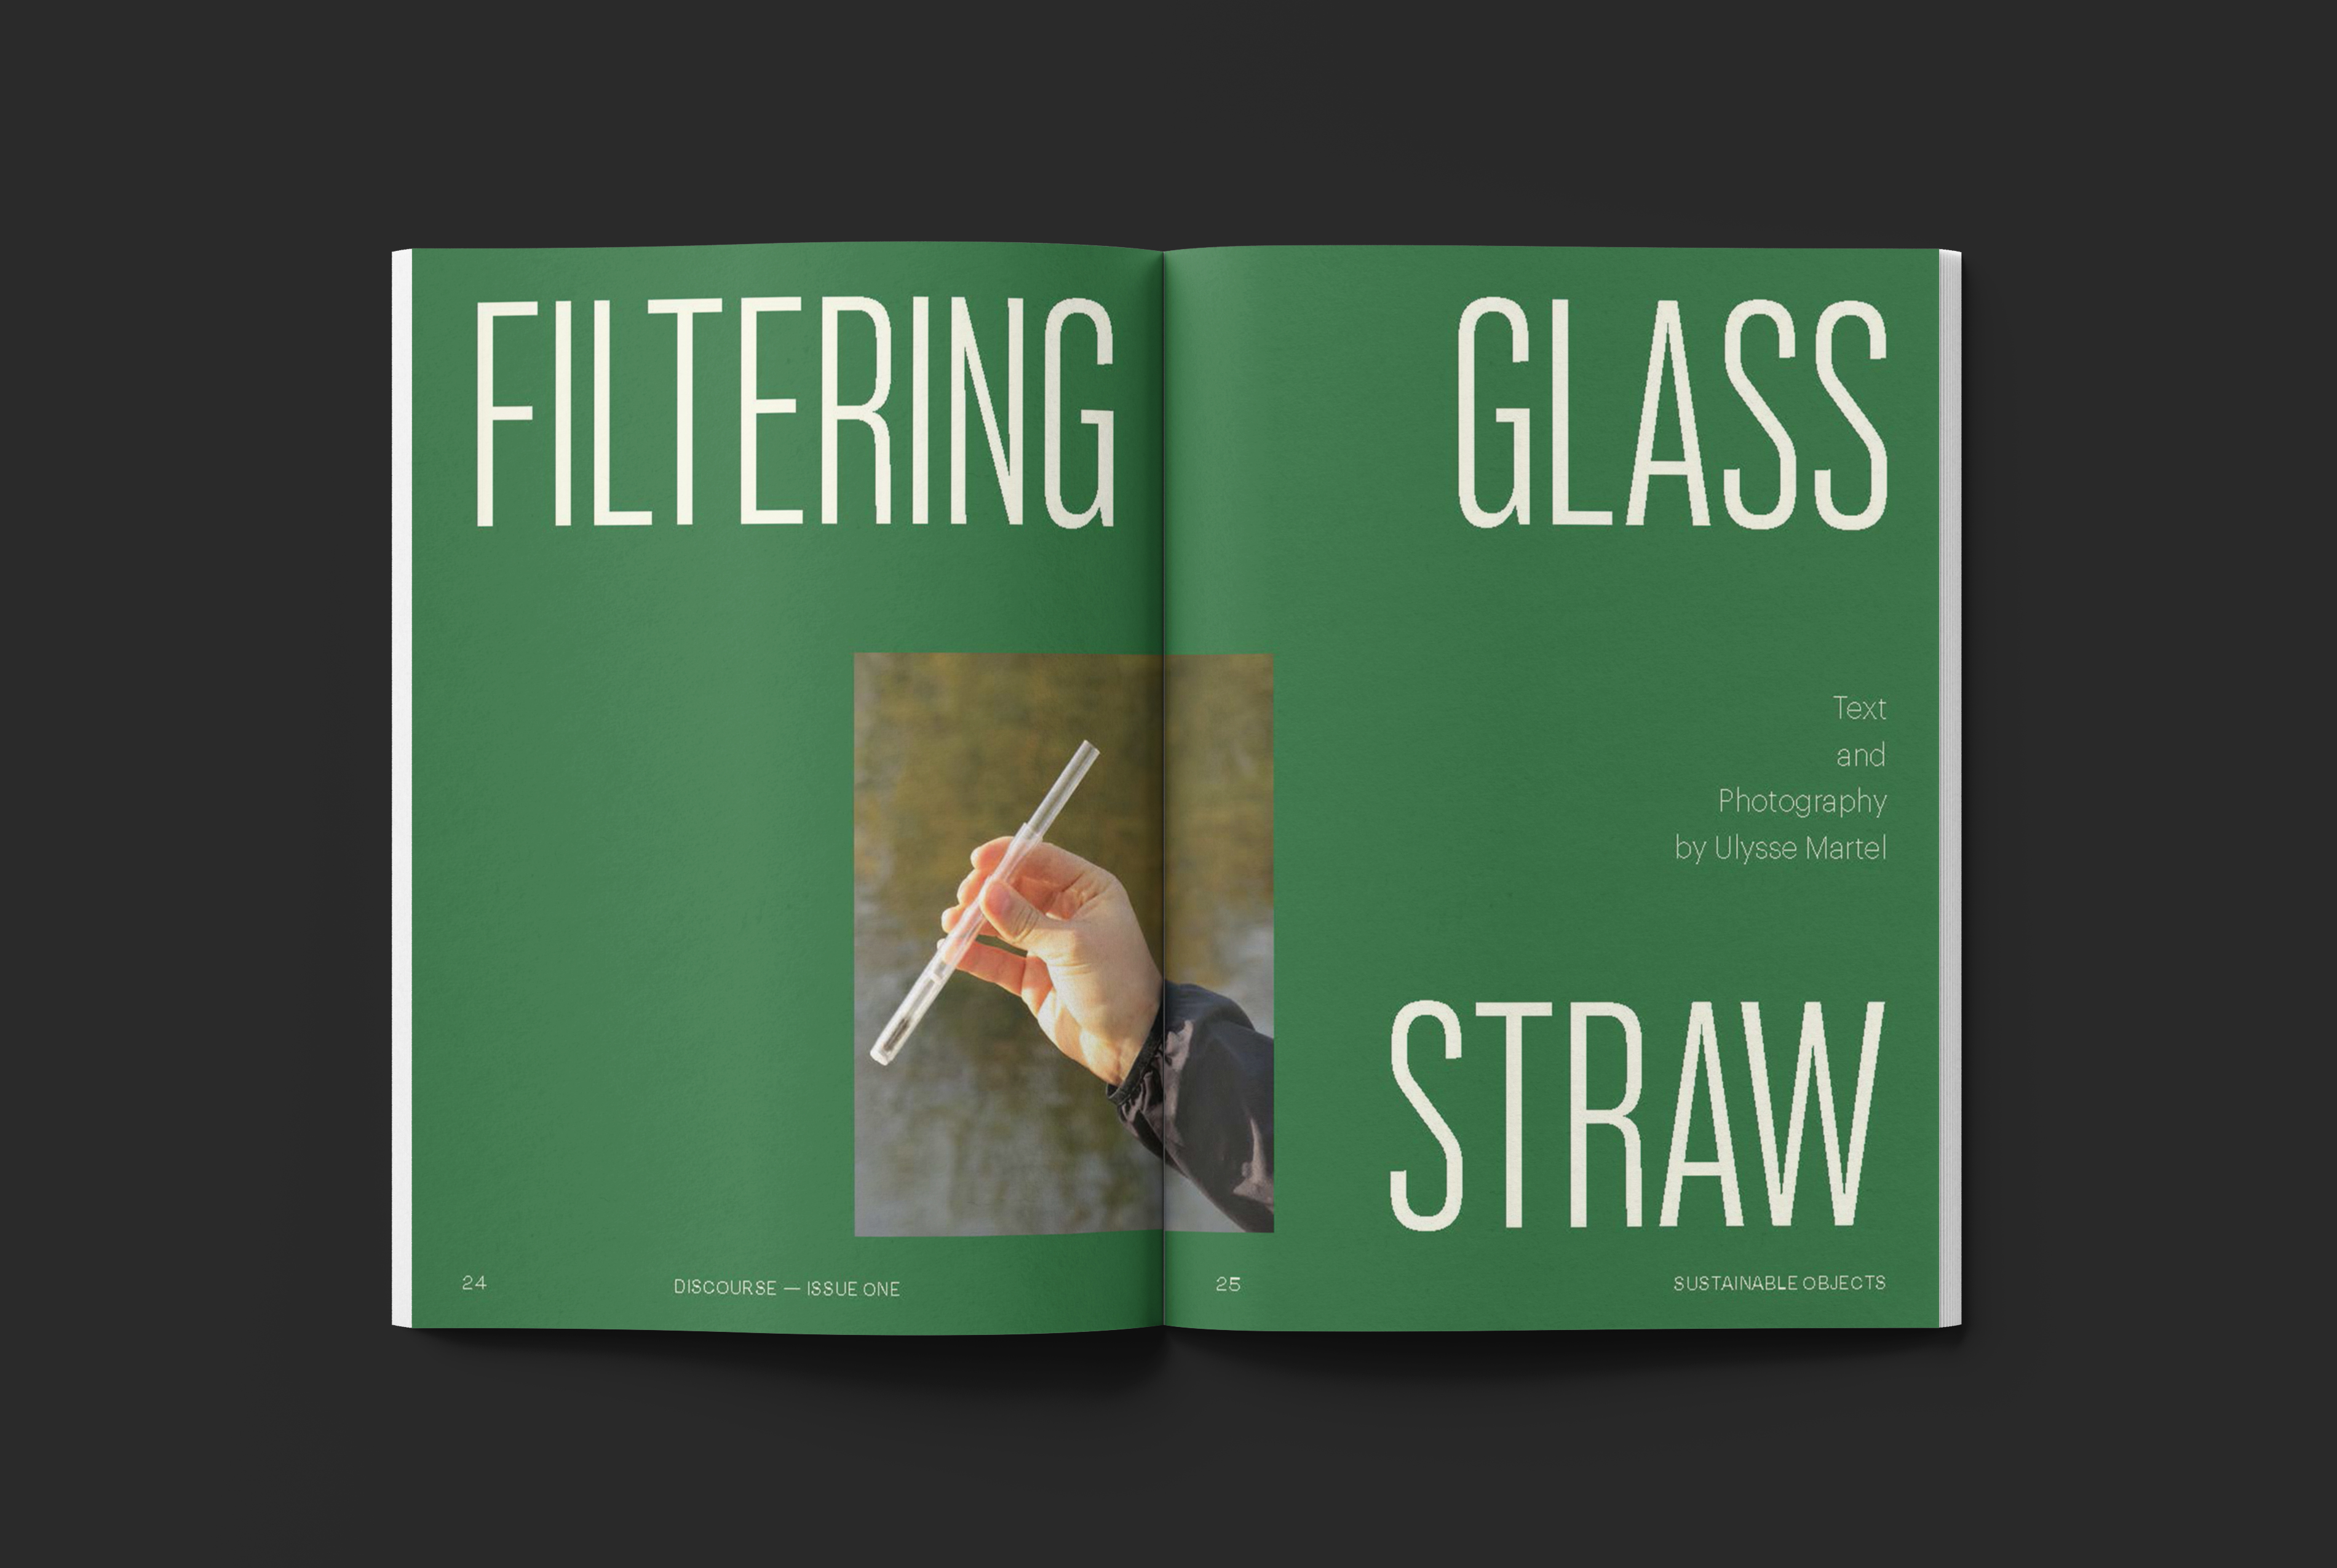 FILTERING
GLASS
Text
and
Photography
by Ulysse Martel
STRAW
24
DISCOURSE — ISSUE ONE
25
SUSTAINABLE OBJECTS